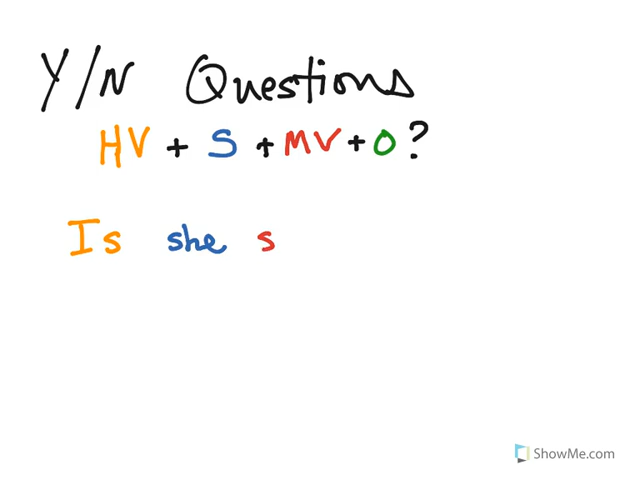 Y/N Questions
HV + S + MV + O?
Is she s
ShowMe.com